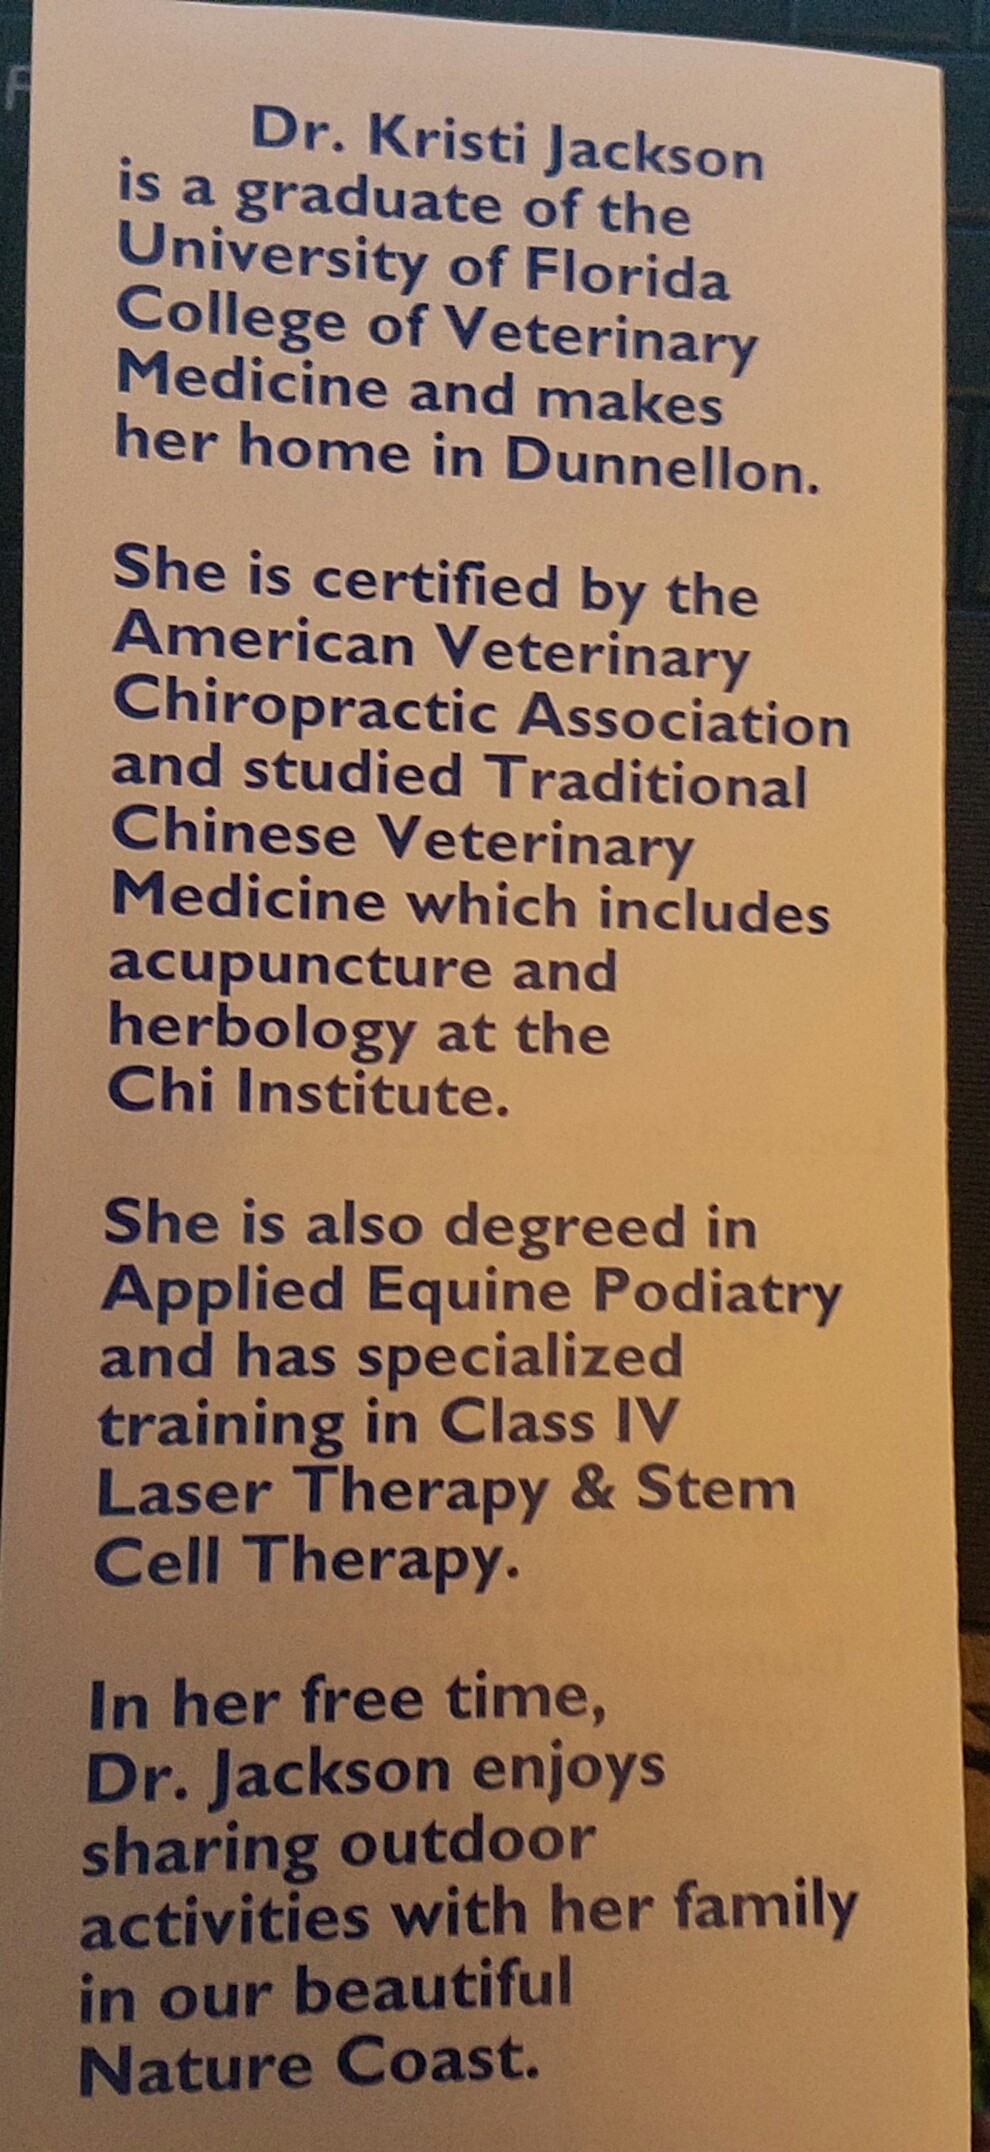 Dr. Kristi Jackson
is a graduate of the
University of Florida
College of Veterinary
Medicine and makes
her home in Dunnellon.
She is certified by the
American Veterinary
Chiropractic Association
and studied Traditional
Chinese Veterinary
Medicine which includes
acupuncture and
herbology at the
Chi Institute.
She is also degreed in
Applied Equine Podiatry
and has specialized
training in Class IV
Laser Therapy & Stem
Cell Therapy.
In her free time,
Dr. Jackson enjoys
sharing outdoor
activities with her family
in our beautiful
Nature Coast.